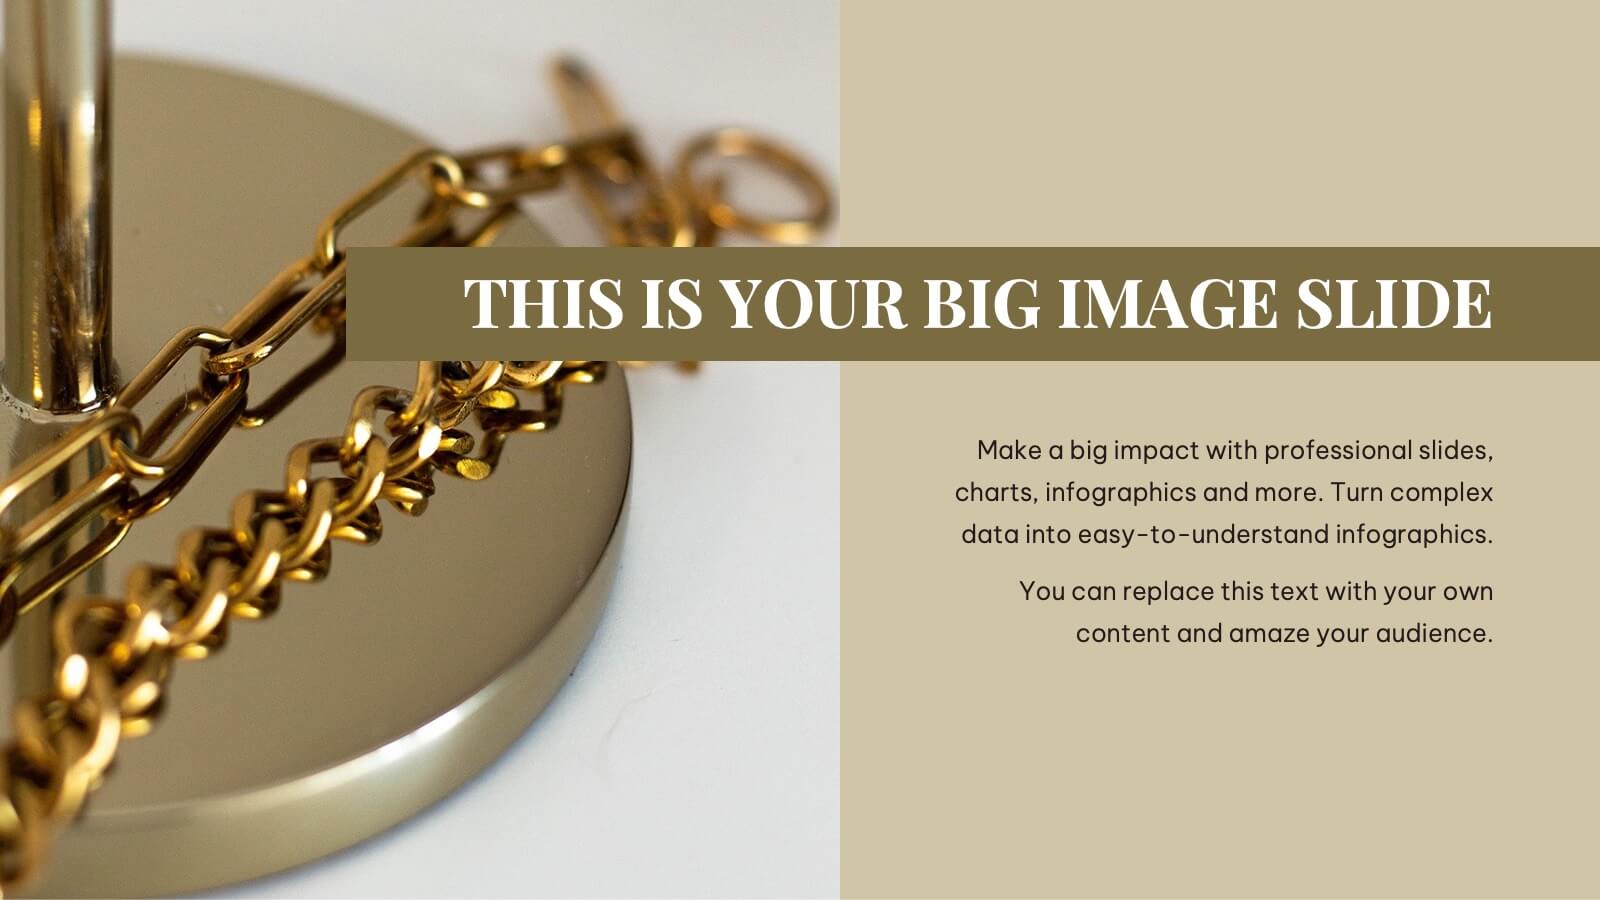 THIS IS YOUR BIG IMAGE SLIDE
Make a big impact with professional slides,
charts, infographics and more. Turn complex
data into easy-to-understand infographics.
You can replace this text with your own
content and amaze your audience.